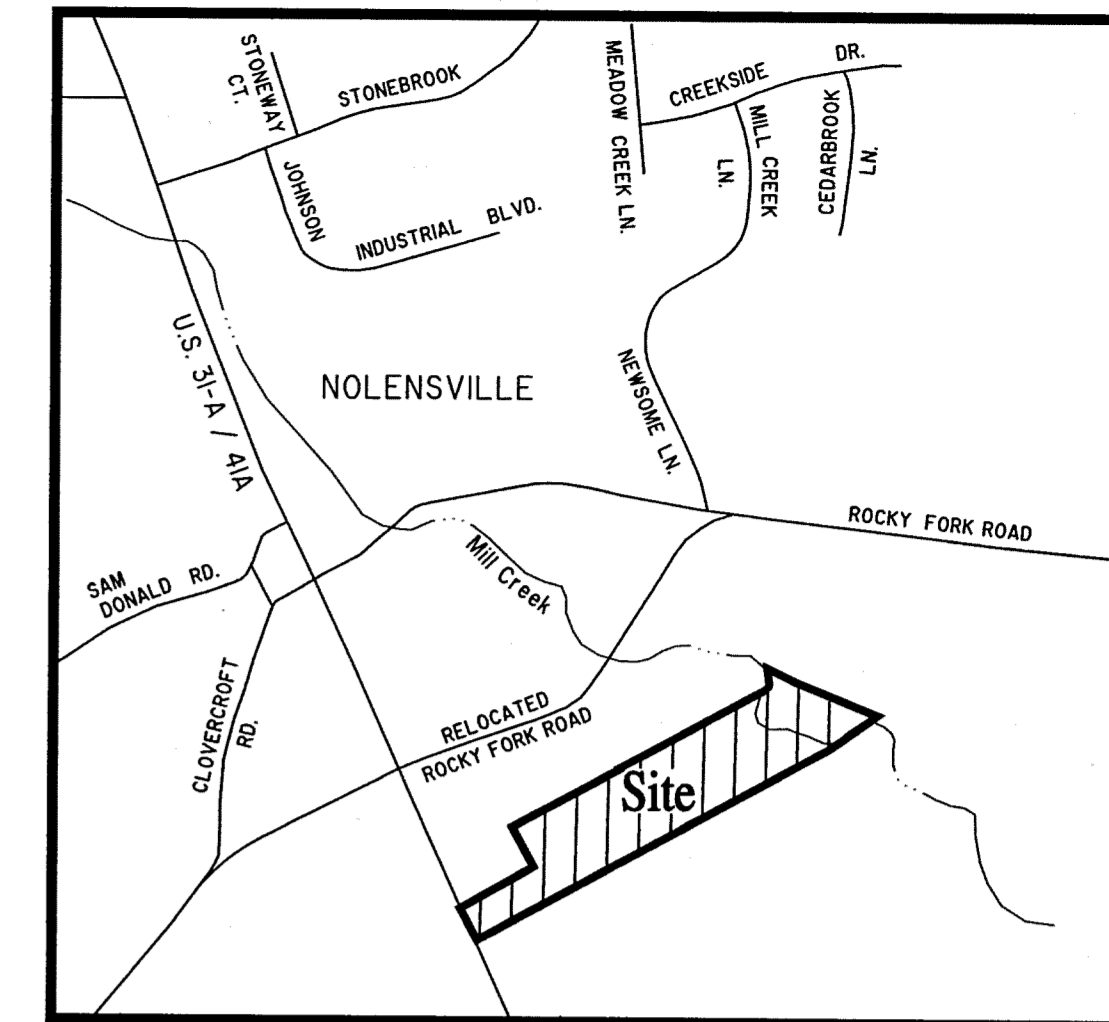 STONEWAY
CT.
STONEBROOK
JOHNSON
INDUSTRIAL BLVD.
MEADOW CREEK LN.
CREEKSIDE DR.
MILL CREEK
LN.
CEDARBROOK
LN.
U.S. 31-A / 41A
NOLENSVILLE
NEWSOME LN.
ROCKY FORK ROAD
SAM
DONALD RD.
Mill Creek
CLOVERCROFT
RD.
RELOCATED
ROCKY FORK ROAD
Site